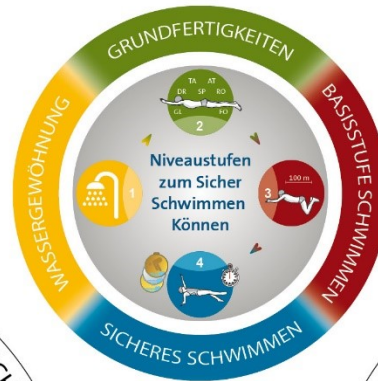 GRUNDFERTIGKEITEN
WASSERGEWÖHNUNG
BASISSTUFE SCHWIMMEN
SICHERES SCHWIMMEN
TA AT
DR SP RO
GL FO
2
1
Niveaustufen
zum Sicher
Schwimmen
Können
100 m
3
4